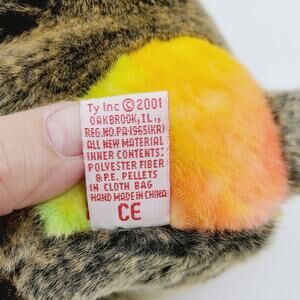 Ty Inc © 2001
OAKBROOK, IL.,
REG.NO.PA-1965(KR)
ALL NEW MATERIAL
INNER CONTENTS:
POLYESTER FIBER
& P.E. PELLETS
IN CLOTH BAG
HAND MADE IN CHINA
CE